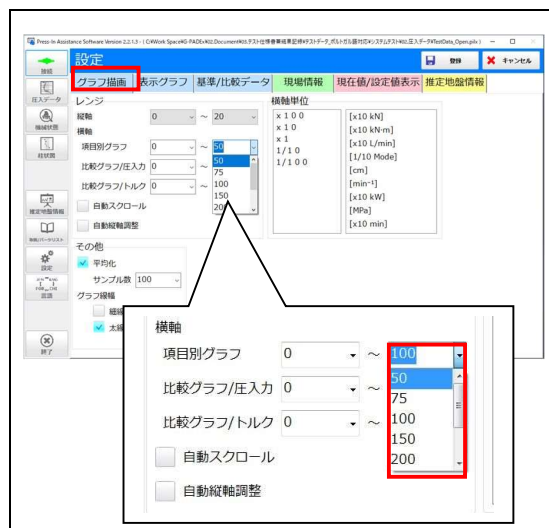 Press-In Assistance Software Version 2.2.1.3
設定
登録
キャンセル
接続
圧入データ
機械状態
杭状態
推定地盤情報
設定
言語
終了
グラフ描画 表示グラフ 基準/比較データ 現場情報 現在値/設定値表示 推定地盤情報
レンジ
縦軸 0 ～ 20
横軸
項目別グラフ 0 ～ 50
比較グラフ/圧入力 0 ～
比較グラフ/トルク 0 ～
50
75
100
150
200
自動スクロール
自動縦軸調整
横軸単位
x 1 0 0
x 1 0
x 1
1 / 1 0
1 / 1 0 0
[x10 kN]
[x10 kN·m]
[x10 L/min]
[1/10 Mode]
[cm]
[min⁻¹]
[x10 kW]
[MPa]
[x10 min]
その他
平均化
サンプル数 100
グラフ線幅
細線
太線
横軸
項目別グラフ 0 ～ 100
比較グラフ/圧入力 0 ～
比較グラフ/トルク 0 ～
50
75
100
150
200
自動スクロール
自動縦軸調整